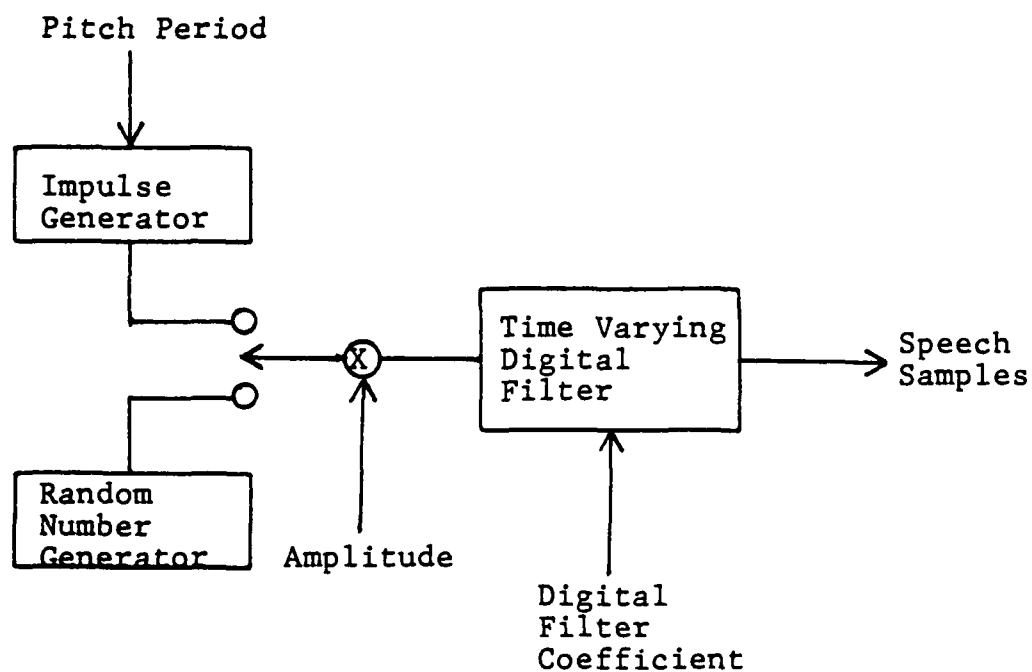 Pitch Period
Impulse
Generator
Time Varying
Digital
Filter
X
Speech
Samples
Random
Number
Generator
Amplitude
Digital
Filter
Coefficient